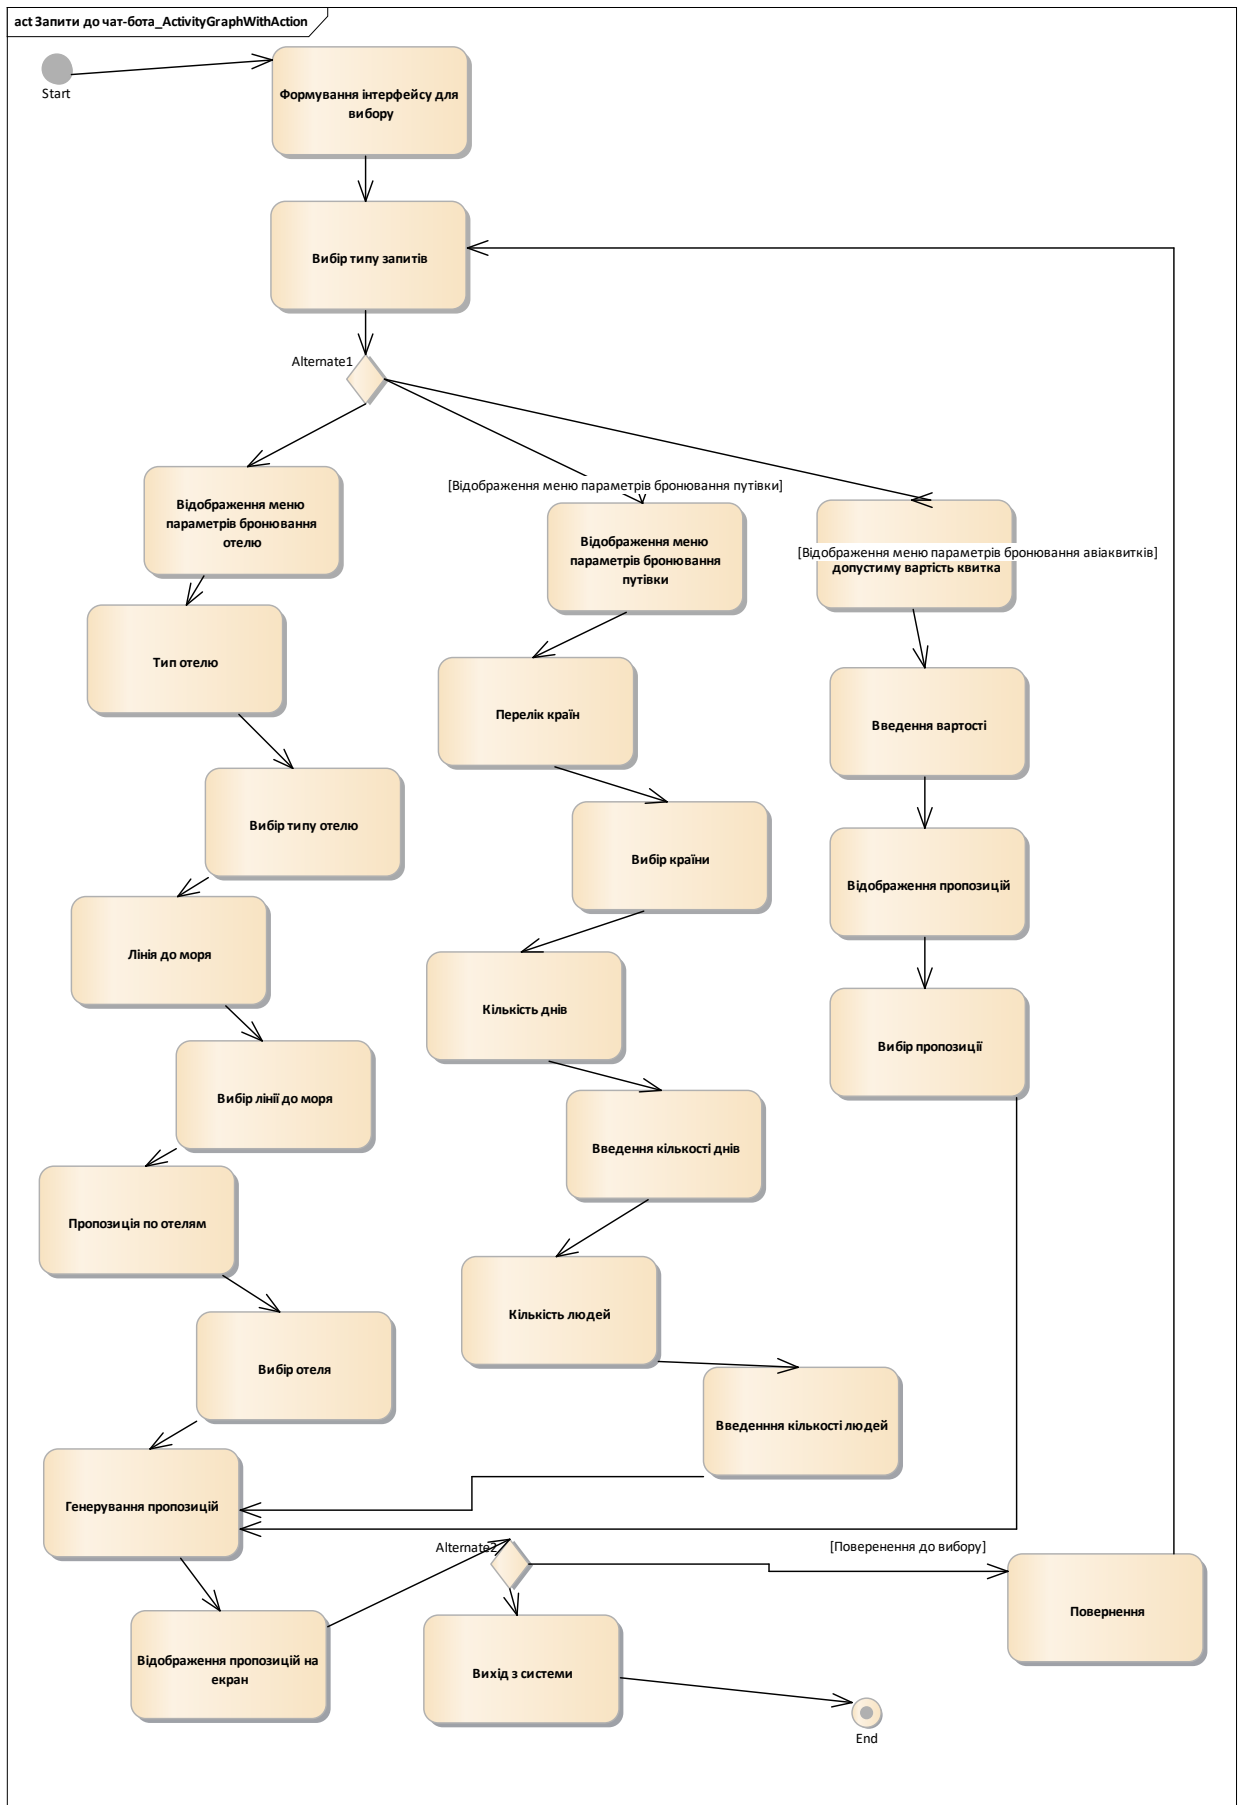 act Запити до чат-бота_ActivityGraphWithAction
Start
Формування інтерфейсу для
вибору
Вибір типу запитів
Alternate1
Відображення меню
параметрів бронювання
отелю
[Відображення меню параметрів бронювання путівки]
Відображення меню
параметрів бронювання
путівки
[Відображення меню параметрів бронювання авіаквитків]
допустиму вартість квитка
Тип отелю
Перелік країн
Введення вартості
Вибір типу отелю
Вибір країни
Відображення пропозицій
Лінія до моря
Кількість днів
Вибір пропозиції
Вибір лінії до моря
Введення кількості днів
Пропозиція по отелям
Кількість людей
Вибір отеля
Введенння кількості людей
Генерування пропозицій
Alternate2
[Поверенення до вибору]
Повернення
Відображення пропозицій на
екран
Вихід з системи
End